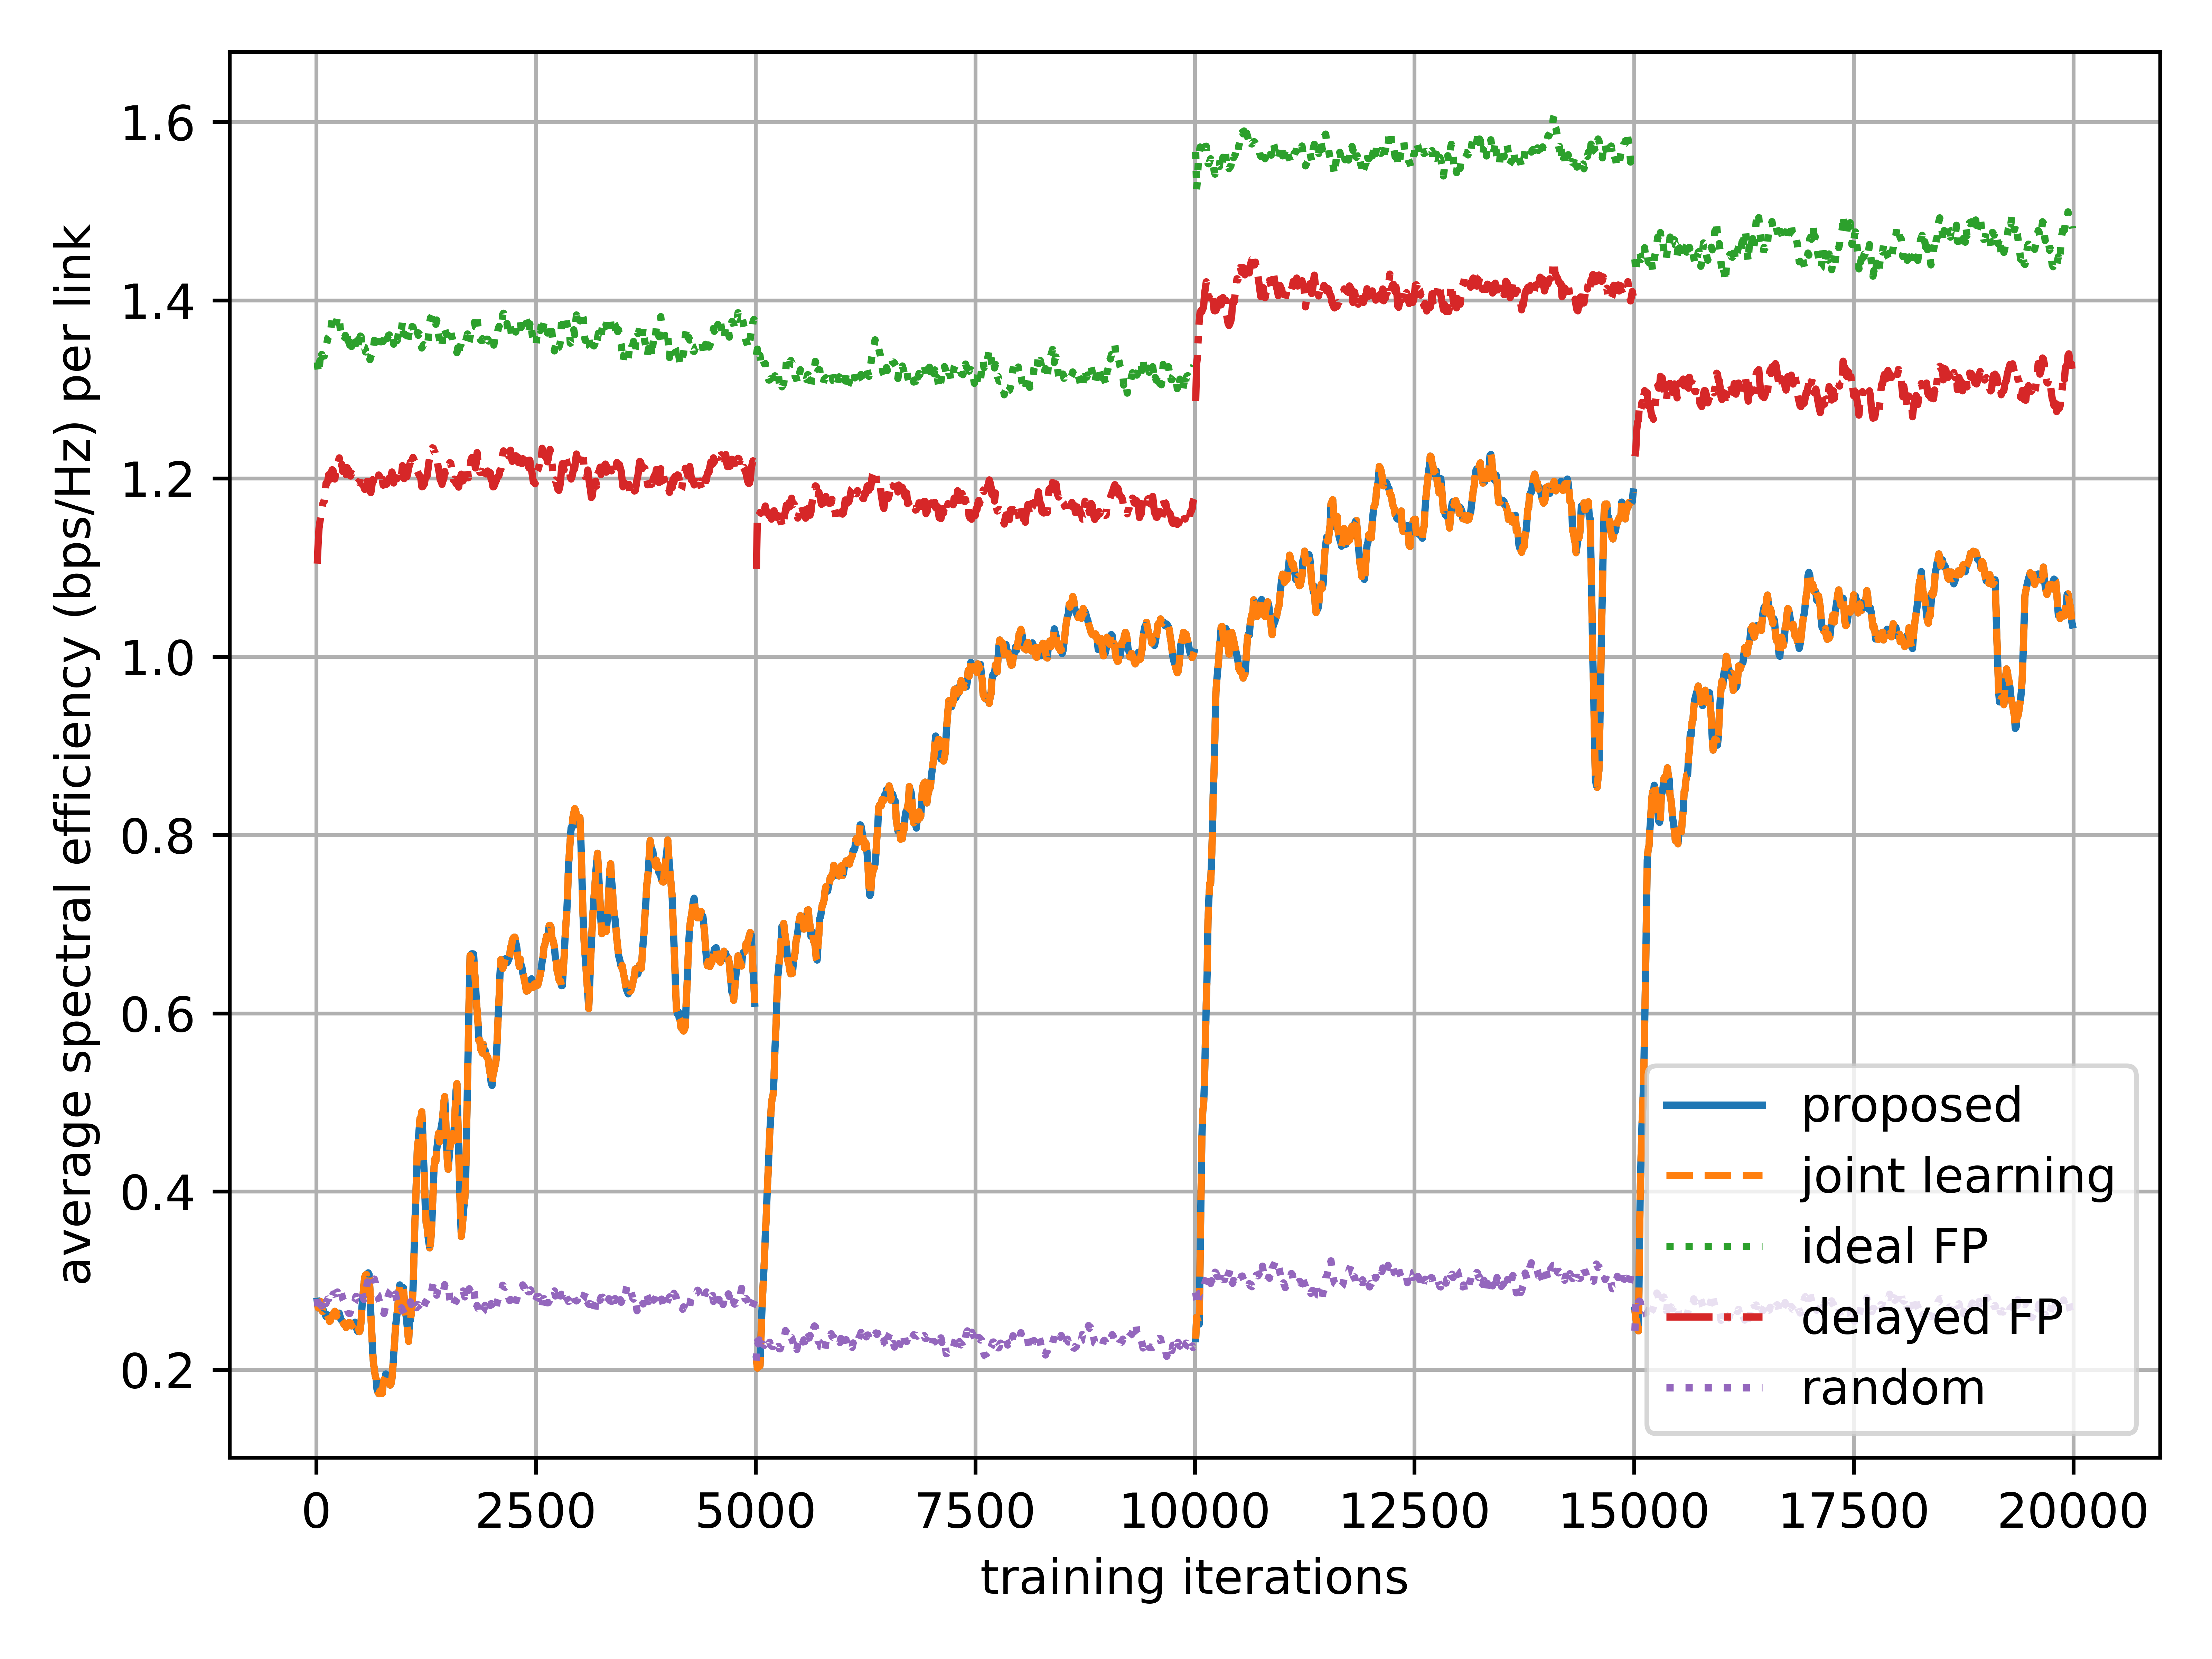 average spectral efficiency (bps/Hz) per link
1.6
1.4
1.2
1.0
0.8
0.6
0.4
0.2
proposed
joint learning
ideal FP
delayed FP
random
0 2500 5000 7500 10000 12500 15000 17500 20000
training iterations